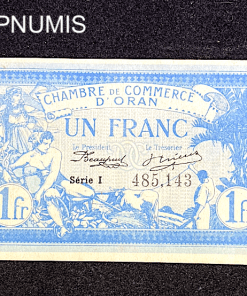 PNUMIS
CHAMBRE DE COMMERCE
D'ORAN
UN FRANC
Le Président Le Trésorier
Série I 485,143
1fr 1fr